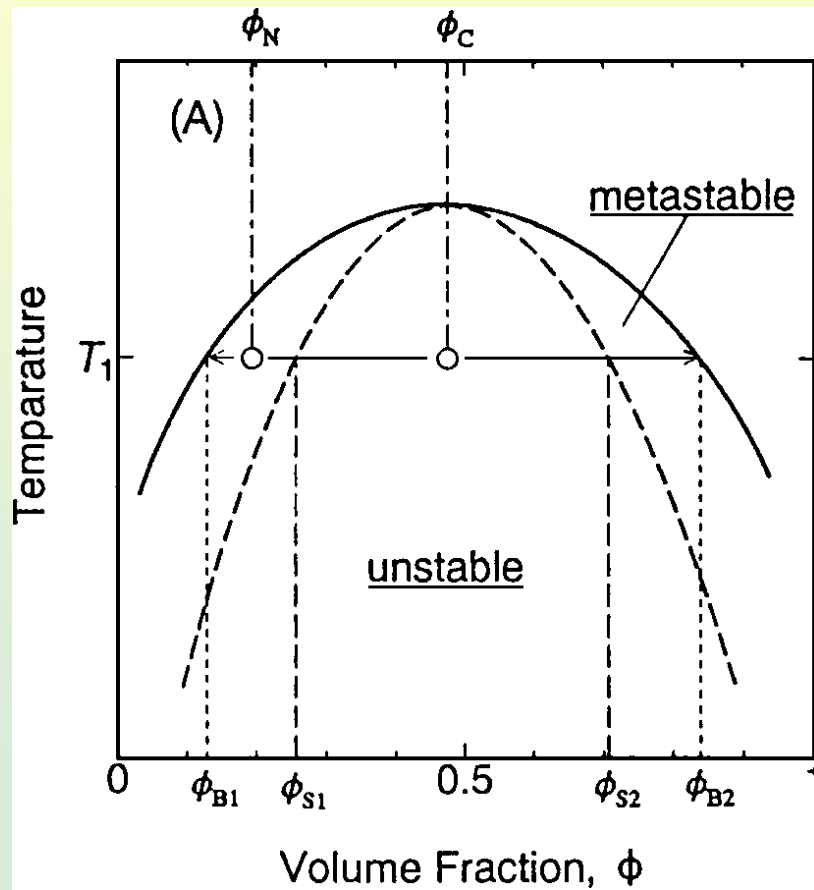 ϕN ϕC
(A)
metastable
Temparature
T1
unstable
0 ϕB1 ϕS1 0.5 ϕS2 ϕB2
Volume Fraction, ϕ